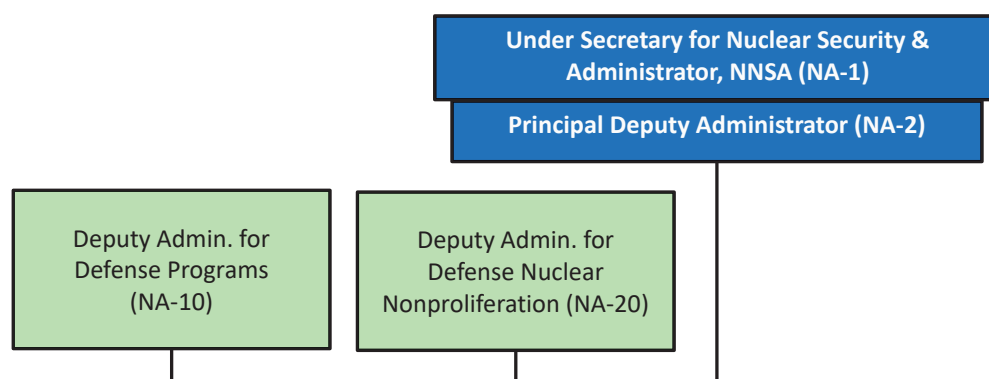 Under Secretary for Nuclear Security &
Administrator, NNSA (NA-1)
Principal Deputy Administrator (NA-2)
Deputy Admin. for
Defense Programs
(NA-10)
Deputy Admin. for
Defense Nuclear
Nonproliferation (NA-20)